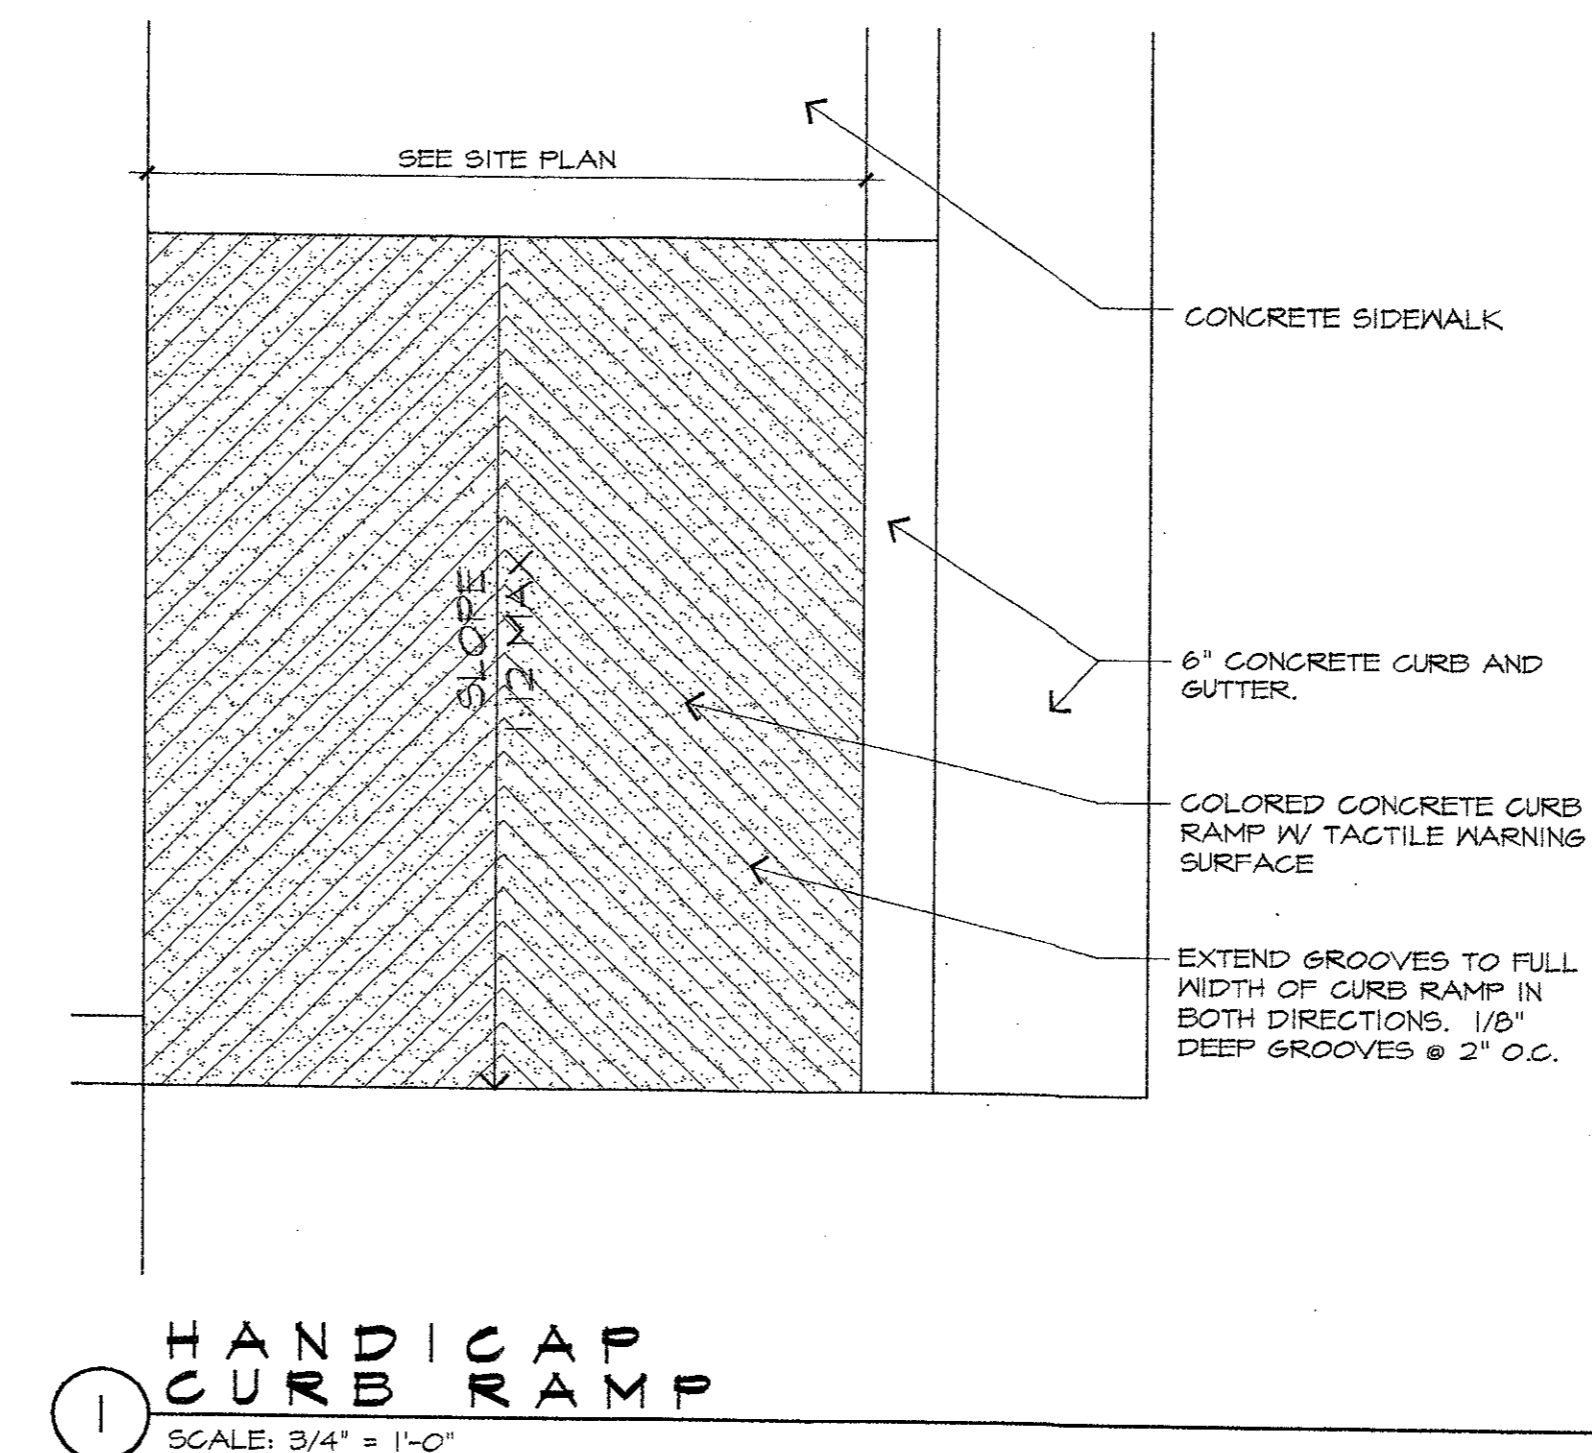 SEE SITE PLAN
CONCRETE SIDEWALK
SLOPE
1:12 MAX
6" CONCRETE CURB AND
GUTTER.
COLORED CONCRETE CURB
RAMP W/ TACTILE WARNING
SURFACE
EXTEND GROOVES TO FULL
WIDTH OF CURB RAMP IN
BOTH DIRECTIONS. 1/8"
DEEP GROOVES @ 2" O.C.
HANDICAP
1 CURB RAMP
SCALE: 3/4" = 1'-0"